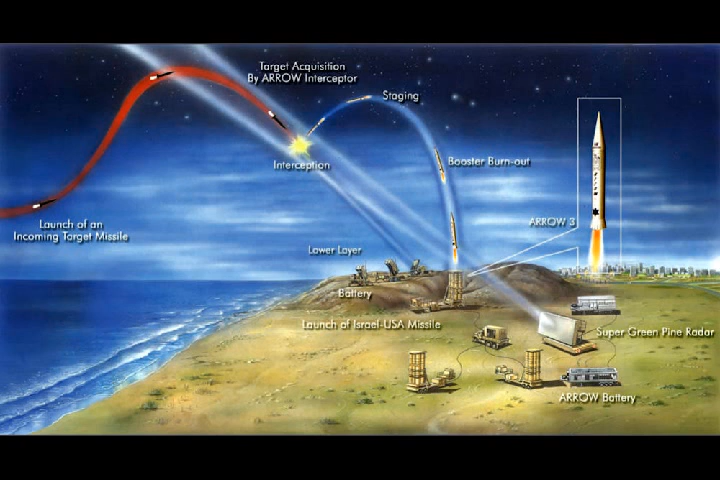 Target Acquisition
By ARROW Interceptor
Staging
Interception
Booster Burn-out
Launch of an
Incoming Target Missile
ARROW 3
Lower Layer
Battery
Launch of Israel-USA Missile
Super Green Pine Radar
ARROW Battery